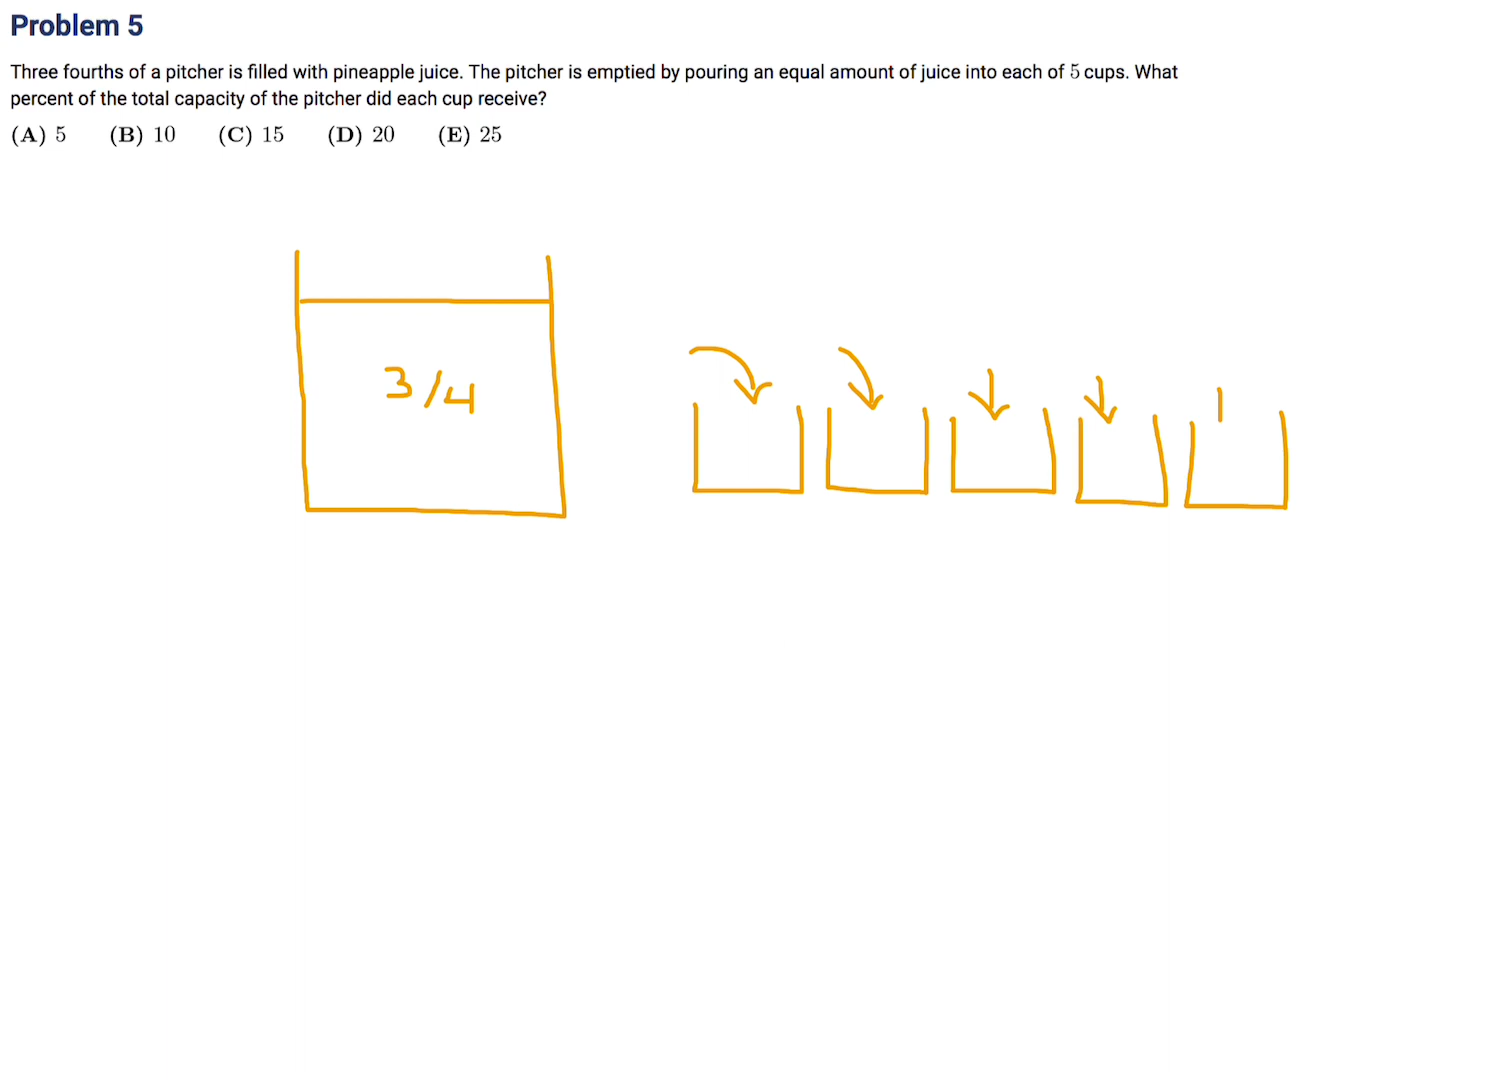 Problem 5
Three fourths of a pitcher is filled with pineapple juice. The pitcher is emptied by pouring an equal amount of juice into each of 5 cups. What
percent of the total capacity of the pitcher did each cup receive?
(A) 5 (B) 10 (C) 15 (D) 20 (E) 25
3/4